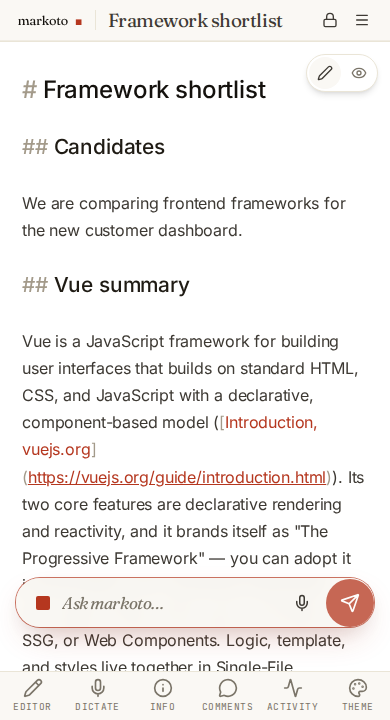 markoto
Framework shortlist
# Framework shortlist
## Candidates
We are comparing frontend frameworks for
the new customer dashboard.
## Vue summary
Vue is a JavaScript framework for building
user interfaces that builds on standard HTML,
CSS, and JavaScript with a declarative,
component-based model ([Introduction,
vuejs.org]
(https://vuejs.org/guide/introduction.html)). Its
two core features are declarative rendering
and reactivity, and it brands itself as "The
Progressive Framework" — you can adopt it
Ask markoto...
SSG, or Web Components. Logic, template,
and styles live together in Single-File
EDITOR
DICTATE
INFO
COMMENTS
ACTIVITY
THEME